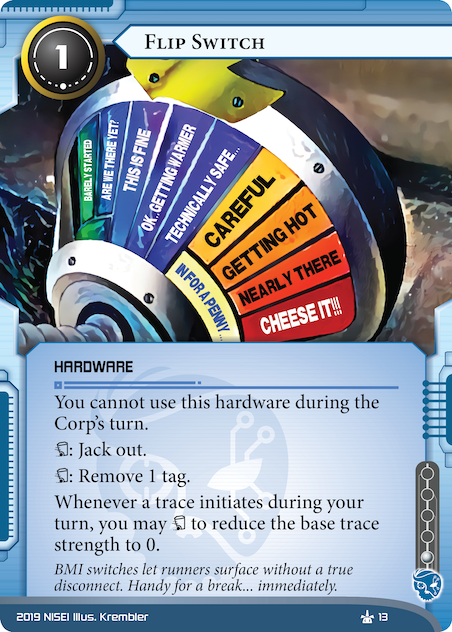 1
FLIP SWITCH
BARELY STARTED
ARE WE THERE YET?
THIS IS FINE
OK..GETTING WARMER
TECHNICALLY SAFE...
CAREFUL
GETTING HOT
NEARLY THERE
CHEESE IT!!!
IN FOR A PENNY...
HARDWARE
You cannot use this hardware during the
Corp's turn.
: Jack out.
: Remove 1 tag.
Whenever a trace initiates during your
turn, you may to reduce the base trace
strength to 0.
BMI switches let runners surface without a true
disconnect. Handy for a break... immediately.
2019 NISEI Illus. Krembler
13